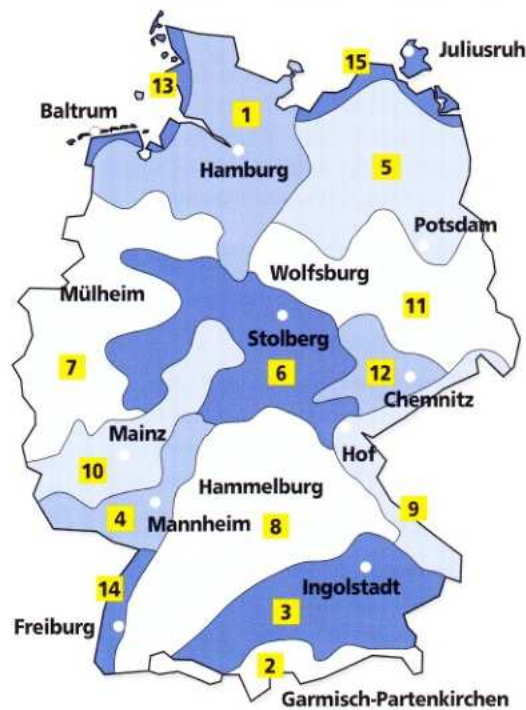 Juliusruh
15
13
Baltrum
1
Hamburg
5
Potsdam
Wolfsburg
Mülheim
11
Stolberg
7
6
12
Chemnitz
Mainz
Hof
10
Hammelburg
9
4
Mannheim
8
14
Ingolstadt
3
Freiburg
2
Garmisch-Partenkirchen